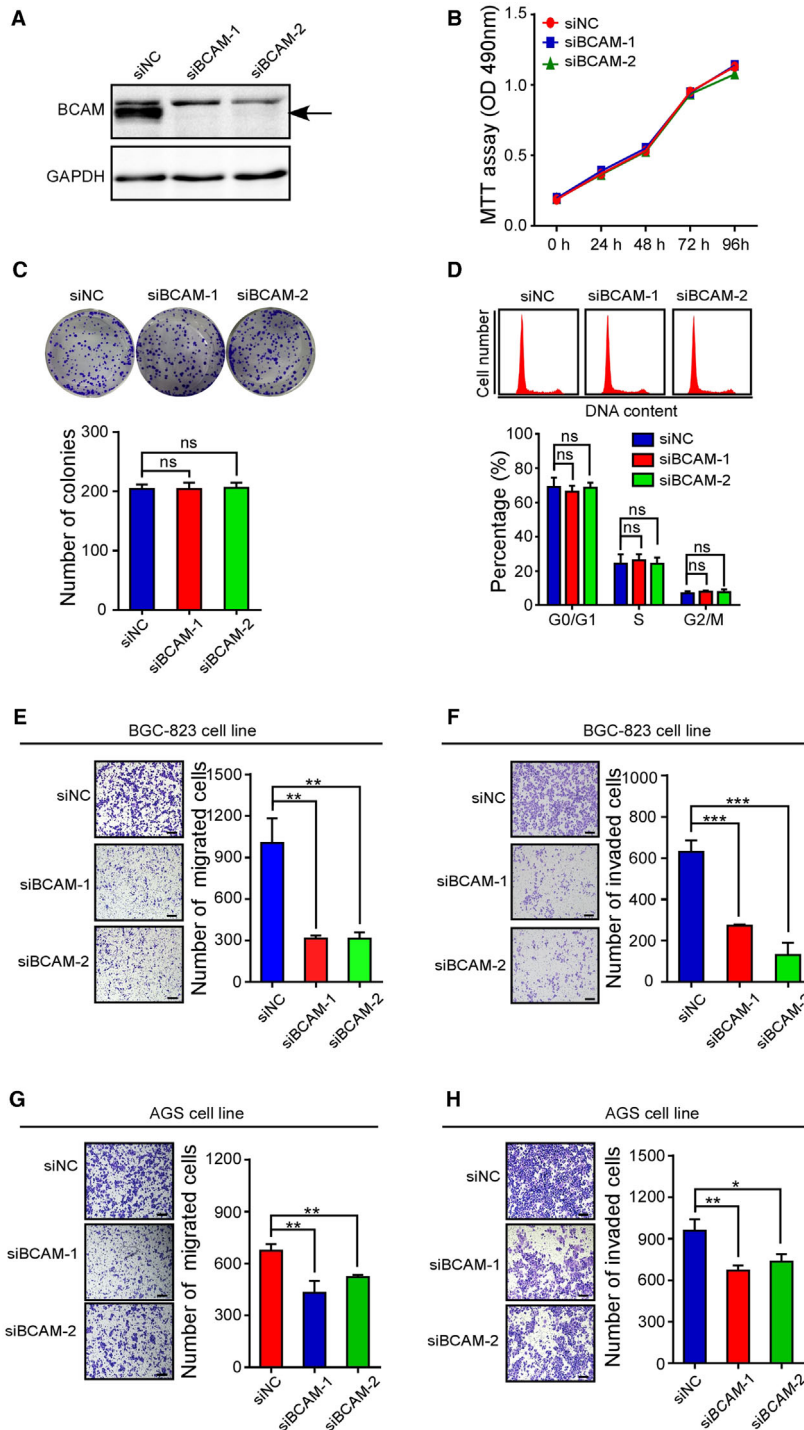 A
siNC
siBCAM-1
siBCAM-2
BCAM
GAPDH
B
siNC
siBCAM-1
siBCAM-2
MTT assay (OD 490nm)
1.5
1.0
0.5
0.0
0 h
24 h
48 h
72 h
96h
C
siNC
siBCAM-1
siBCAM-2
Number of colonies
300
200
100
0
ns
ns
siNC
siBCAM-1
siBCAM-2
D
siNC
siBCAM-1
siBCAM-2
Cell number
DNA content
Percentage (%)
100
80
60
40
20
0
siNC
siBCAM-1
siBCAM-2
ns
ns
ns
ns
ns
ns
G0/G1
S
G2/M
E
BGC-823 cell line
siNC
siBCAM-1
siBCAM-2
Number of migrated cells
1500
1200
900
600
300
0
**
**
siNC
siBCAM-1
siBCAM-2
F
BGC-823 cell line
siNC
siBCAM-1
siBCAM-2
Number of invaded cells
1000
800
600
400
200
0
***
***
siNC
siBCAM-1
siBCAM-2
G
AGS cell line
siNC
siBCAM-1
siBCAM-2
Number of migrated cells
1200
900
600
300
0
**
**
siNC
siBCAM-1
siBCAM-2
H
AGS cell line
siNC
siBCAM-1
siBCAM-2
Number of invaded cells
1500
1200
900
600
300
0
*
**
siNC
siBCAM-1
siBCAM-2